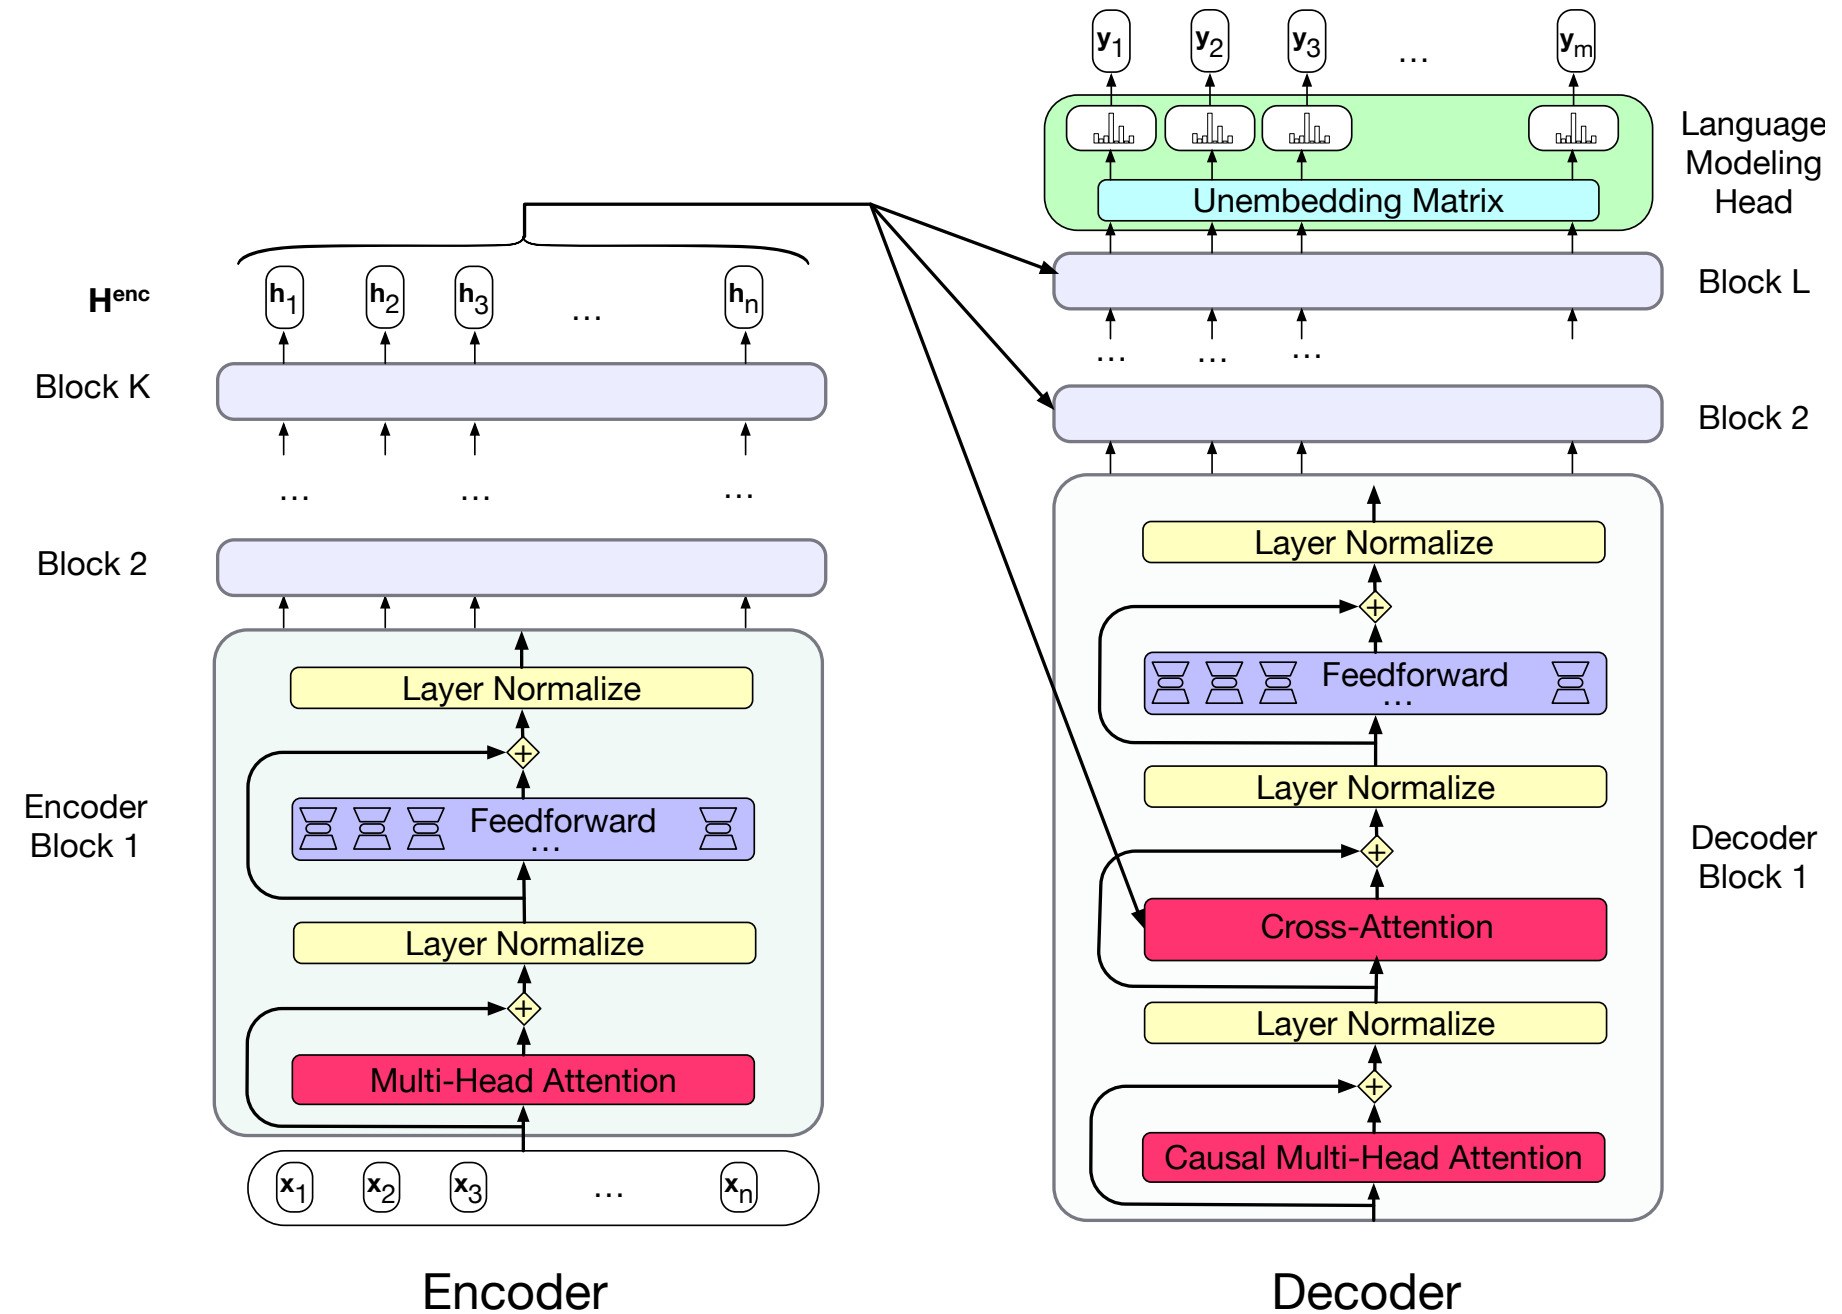 y1 y2 y3 … ym
Language
Modeling
Head
Unembedding Matrix
Henc
h1 h2 h3 … hn
Block L
… … …
Block K
Block 2
… … …
Block 2
Encoder
Block 1
Layer Normalize
+
Feedforward
…
Layer Normalize
+
Multi-Head Attention
x1 x2 x3 … xn
Encoder
Decoder
Block 1
Layer Normalize
+
Feedforward
…
Layer Normalize
+
Cross-Attention
Layer Normalize
+
Causal Multi-Head Attention
Decoder